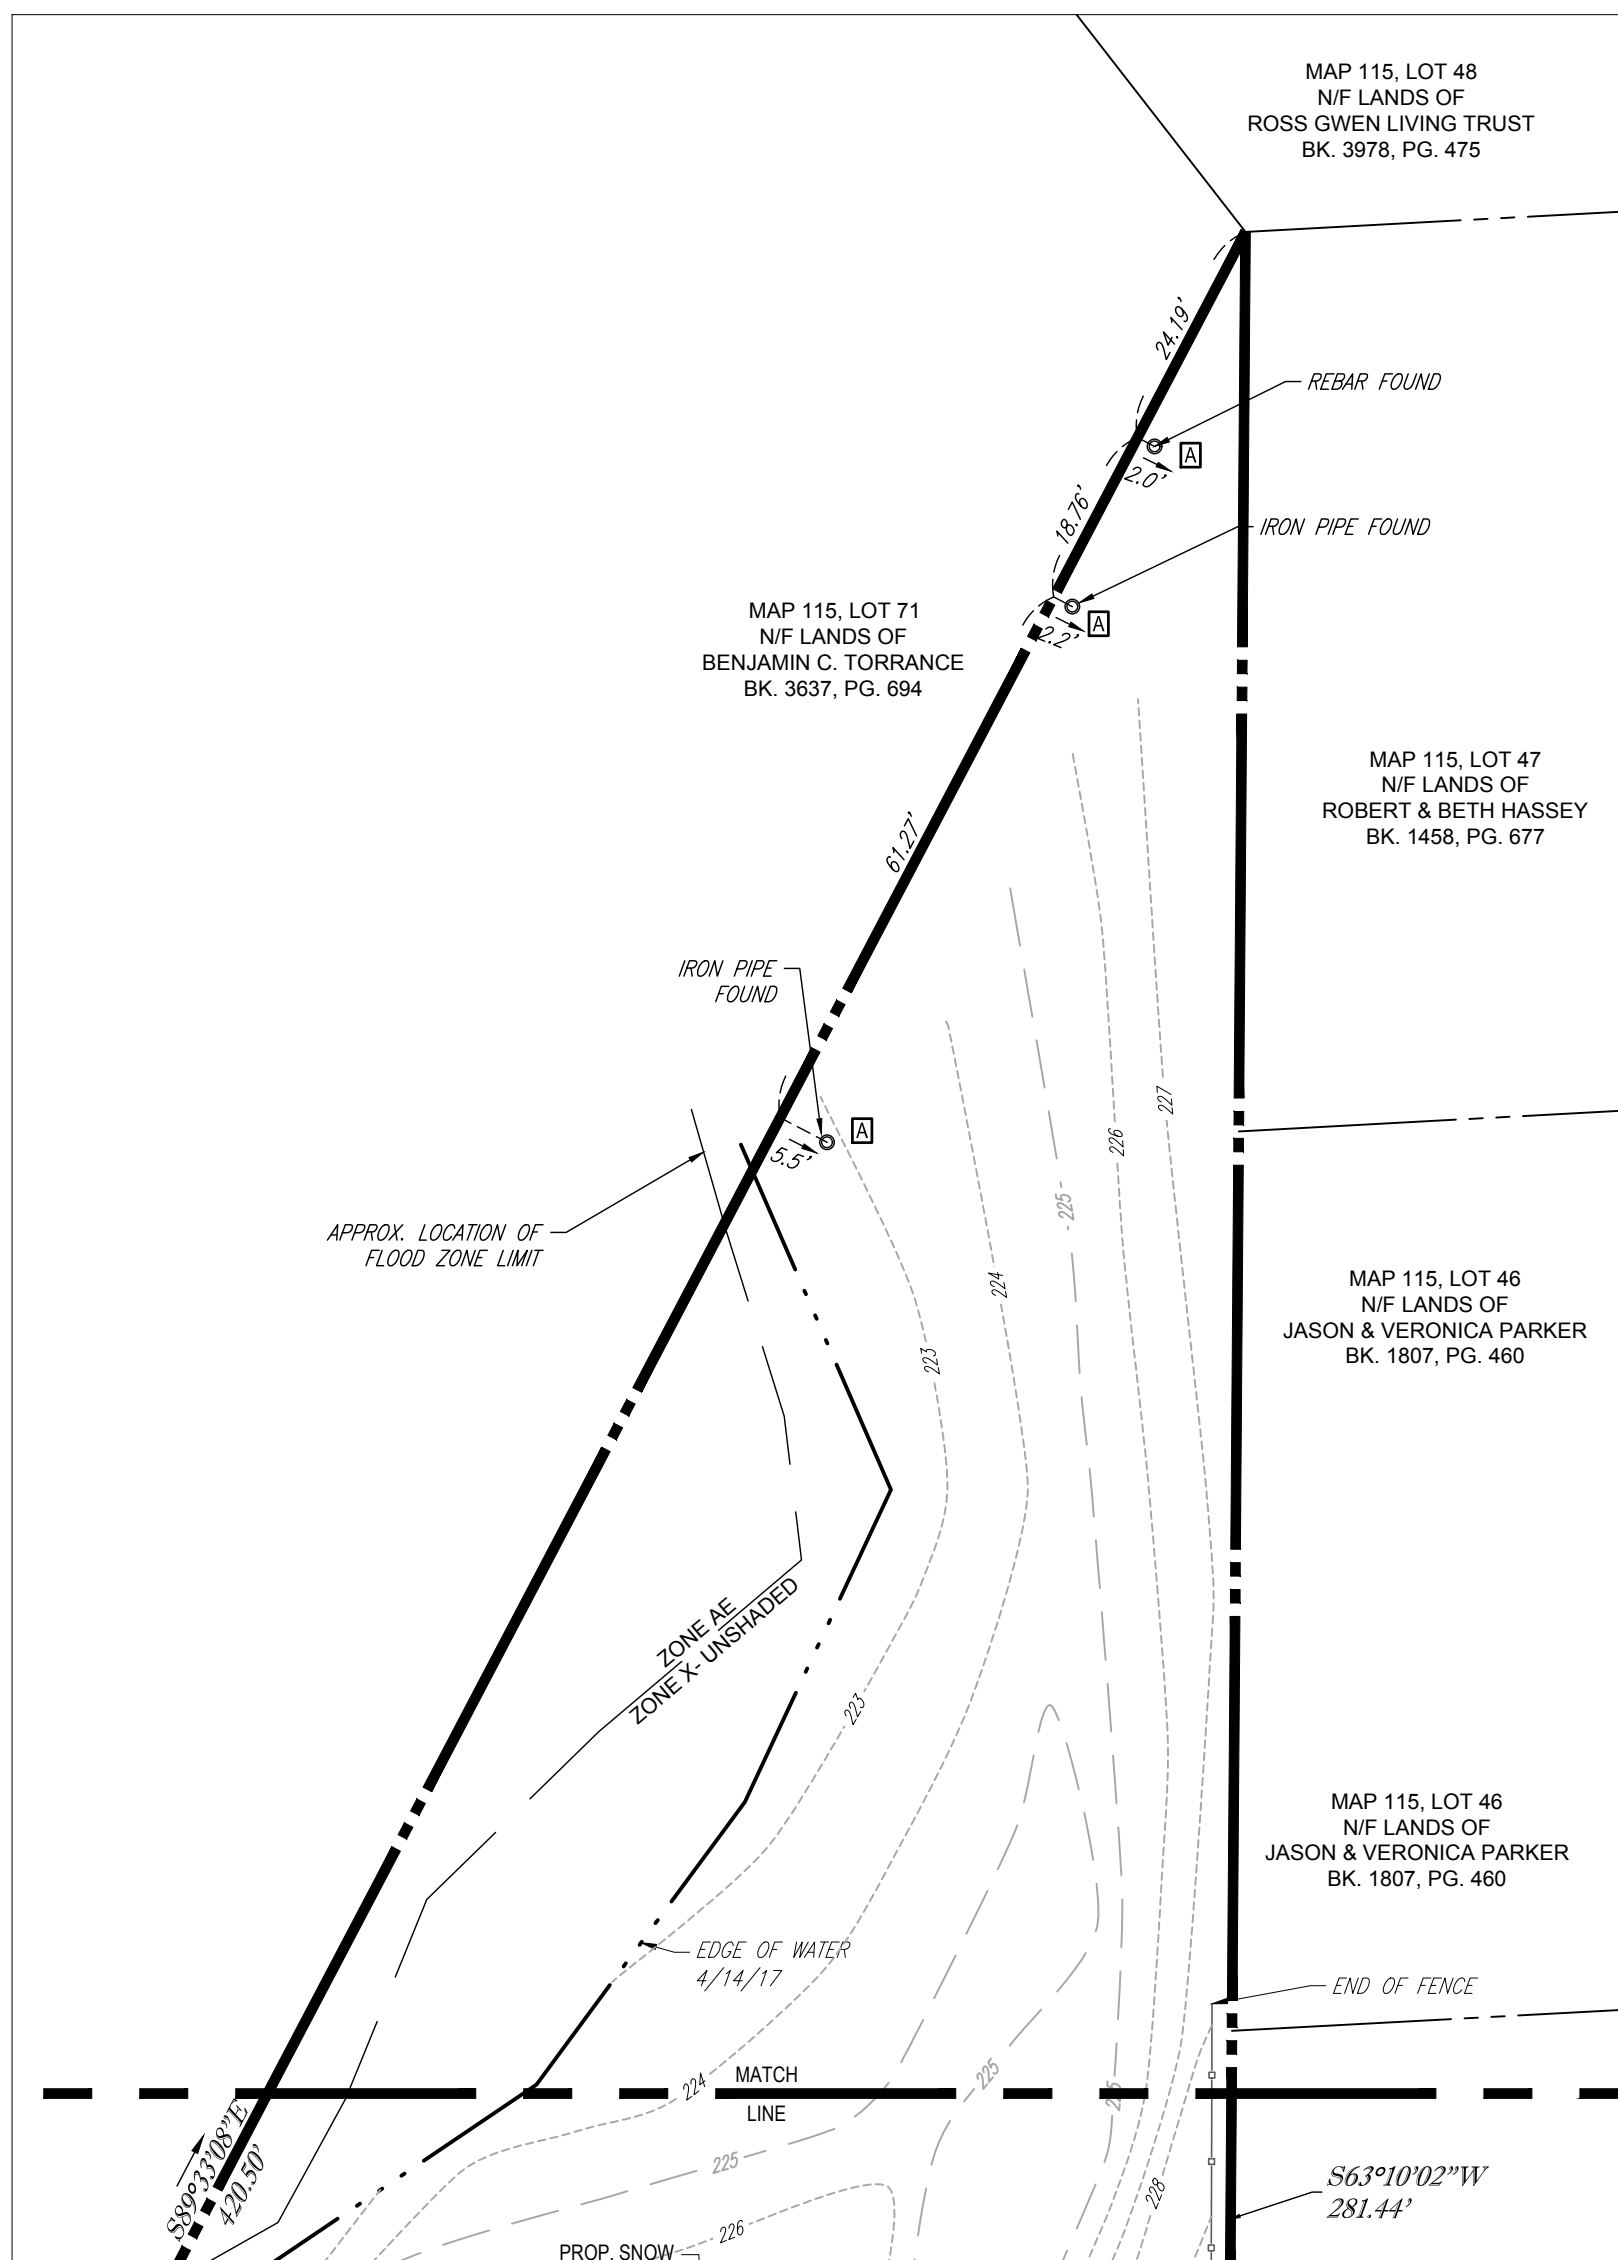 MAP 115, LOT 48
N/F LANDS OF
ROSS GWEN LIVING TRUST
BK. 3978, PG. 475
24.19'
REBAR FOUND
A
2.0'
18.76'
IRON PIPE FOUND
A
2.2'
MAP 115, LOT 71
N/F LANDS OF
BENJAMIN C. TORRANCE
BK. 3637, PG. 694
MAP 115, LOT 47
N/F LANDS OF
ROBERT & BETH HASSEY
BK. 1458, PG. 677
61.27'
IRON PIPE
FOUND
A
5.5'
227
226
225
APPROX. LOCATION OF
FLOOD ZONE LIMIT
224
223
MAP 115, LOT 46
N/F LANDS OF
JASON & VERONICA PARKER
BK. 1807, PG. 460
ZONE AE
ZONE X- UNSHADED
223
MAP 115, LOT 46
N/F LANDS OF
JASON & VERONICA PARKER
BK. 1807, PG. 460
EDGE OF WATER
4/14/17
END OF FENCE
MATCH
LINE
224
225
225
225
S89°33'08"E
420.50'
228
S63°10'02"W
281.44'
226
PROP. SNOW